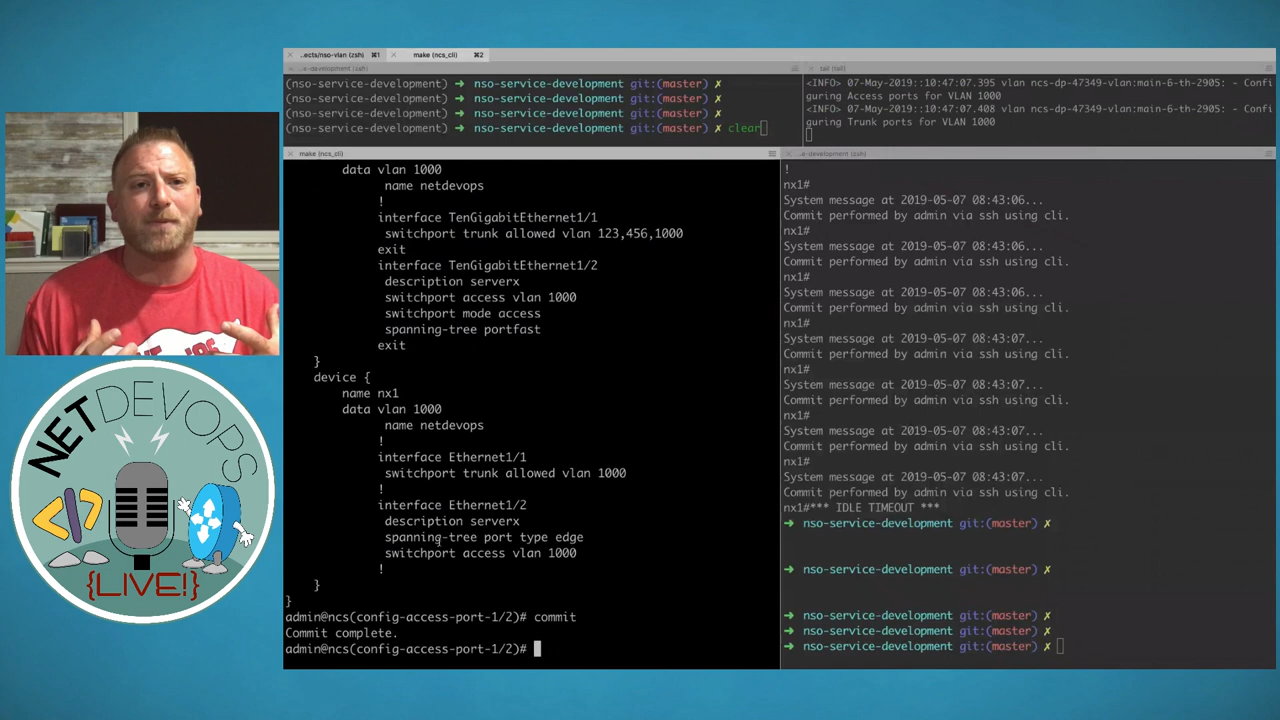 ..ects/nso-vlan (zsh) ⌘1 × make (ncs_cli) ⌘2
..e-development (zsh)
(nso-service-development) ➜ nso-service-development git:(master) ✗
(nso-service-development) ➜ nso-service-development git:(master) ✗
(nso-service-development) ➜ nso-service-development git:(master) ✗
(nso-service-development) ➜ nso-service-development git:(master) ✗ clear
tail (tail)
<INFO> 07-May-2019::10:47:07.395 vlan ncs-dp-47349-vlan:main-6-th-2905: - Confi
guring Access ports for VLAN 1000
<INFO> 07-May-2019::10:47:07.408 vlan ncs-dp-47349-vlan:main-6-th-2905: - Confi
guring Trunk ports for VLAN 1000
make (ncs_cli)
data vlan 1000
name netdevops
!
interface TenGigabitEthernet1/1
switchport trunk allowed vlan 123,456,1000
exit
interface TenGigabitEthernet1/2
description serverx
switchport access vlan 1000
switchport mode access
spanning-tree portfast
exit
}
device {
name nx1
data vlan 1000
name netdevops
!
interface Ethernet1/1
switchport trunk allowed vlan 1000
!
interface Ethernet1/2
description serverx
spanning-tree port type edge
switchport access vlan 1000
!
}
}
admin@ncs(config-access-port-1/2)# commit
Commit complete.
admin@ncs(config-access-port-1/2)#
..e-development (zsh)
!
nx1#
System message at 2019-05-07 08:43:06...
Commit performed by admin via ssh using cli.
nx1#
System message at 2019-05-07 08:43:06...
Commit performed by admin via ssh using cli.
nx1#
System message at 2019-05-07 08:43:06...
Commit performed by admin via ssh using cli.
nx1#
System message at 2019-05-07 08:43:06...
Commit performed by admin via ssh using cli.
nx1#
System message at 2019-05-07 08:43:07...
Commit performed by admin via ssh using cli.
nx1#
System message at 2019-05-07 08:43:07...
Commit performed by admin via ssh using cli.
nx1#
System message at 2019-05-07 08:43:07...
Commit performed by admin via ssh using cli.
nx1#*** IDLE TIMEOUT ***
➜ nso-service-development git:(master) ✗
➜ nso-service-development git:(master) ✗
➜ nso-service-development git:(master) ✗
➜ nso-service-development git:(master) ✗
➜ nso-service-development git:(master) ✗
NETDEVOPS
</>
{LIVE!}